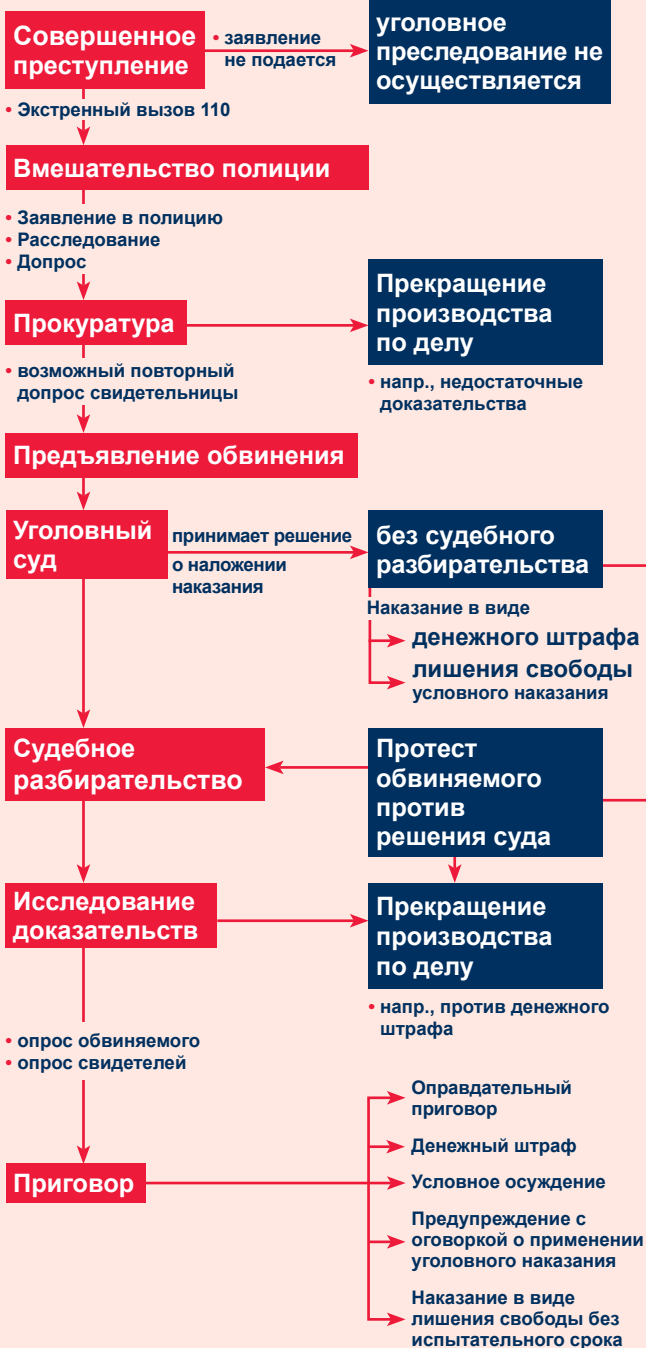 Совершенное
преступление
• заявление
не подается
уголовное
преследование не
осуществляется
• Экстренный вызов 110
Вмешательство полиции
• Заявление в полицию
• Расследование
• Допрос
Прокуратура
Прекращение
производства
по делу
• возможный повторный
допрос свидетельницы
• напр., недостаточные
доказательства
Предъявление обвинения
Уголовный
суд
принимает решение
о наложении
наказания
без судебного
разбирательства
Наказание в виде
денежного штрафа
лишения свободы
условного наказания
Судебное
разбирательство
Протест
обвиняемого
против
решения суда
Исследование
доказательств
Прекращение
производства
по делу
• напр., против денежного
штрафа
• опрос обвиняемого
• опрос свидетелей
Приговор
Оправдательный
приговор
Денежный штраф
Условное осуждение
Предупреждение с
оговоркой о применении
уголовного наказания
Наказание в виде
лишения свободы без
испытательного срока